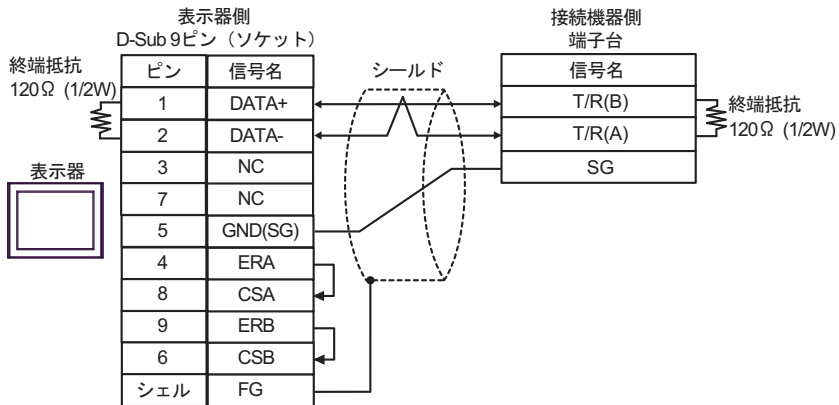 表示器側
D-Sub 9ピン（ソケット）
接続機器側
端子台
終端抵抗
120Ω (1/2W)
ピン 信号名
シールド
信号名
1 DATA+
T/R(B)
終端抵抗
120Ω (1/2W)
2 DATA-
T/R(A)
表示器
3 NC
SG
7 NC
5 GND(SG)
4 ERA
8 CSA
9 ERB
6 CSB
シェル FG